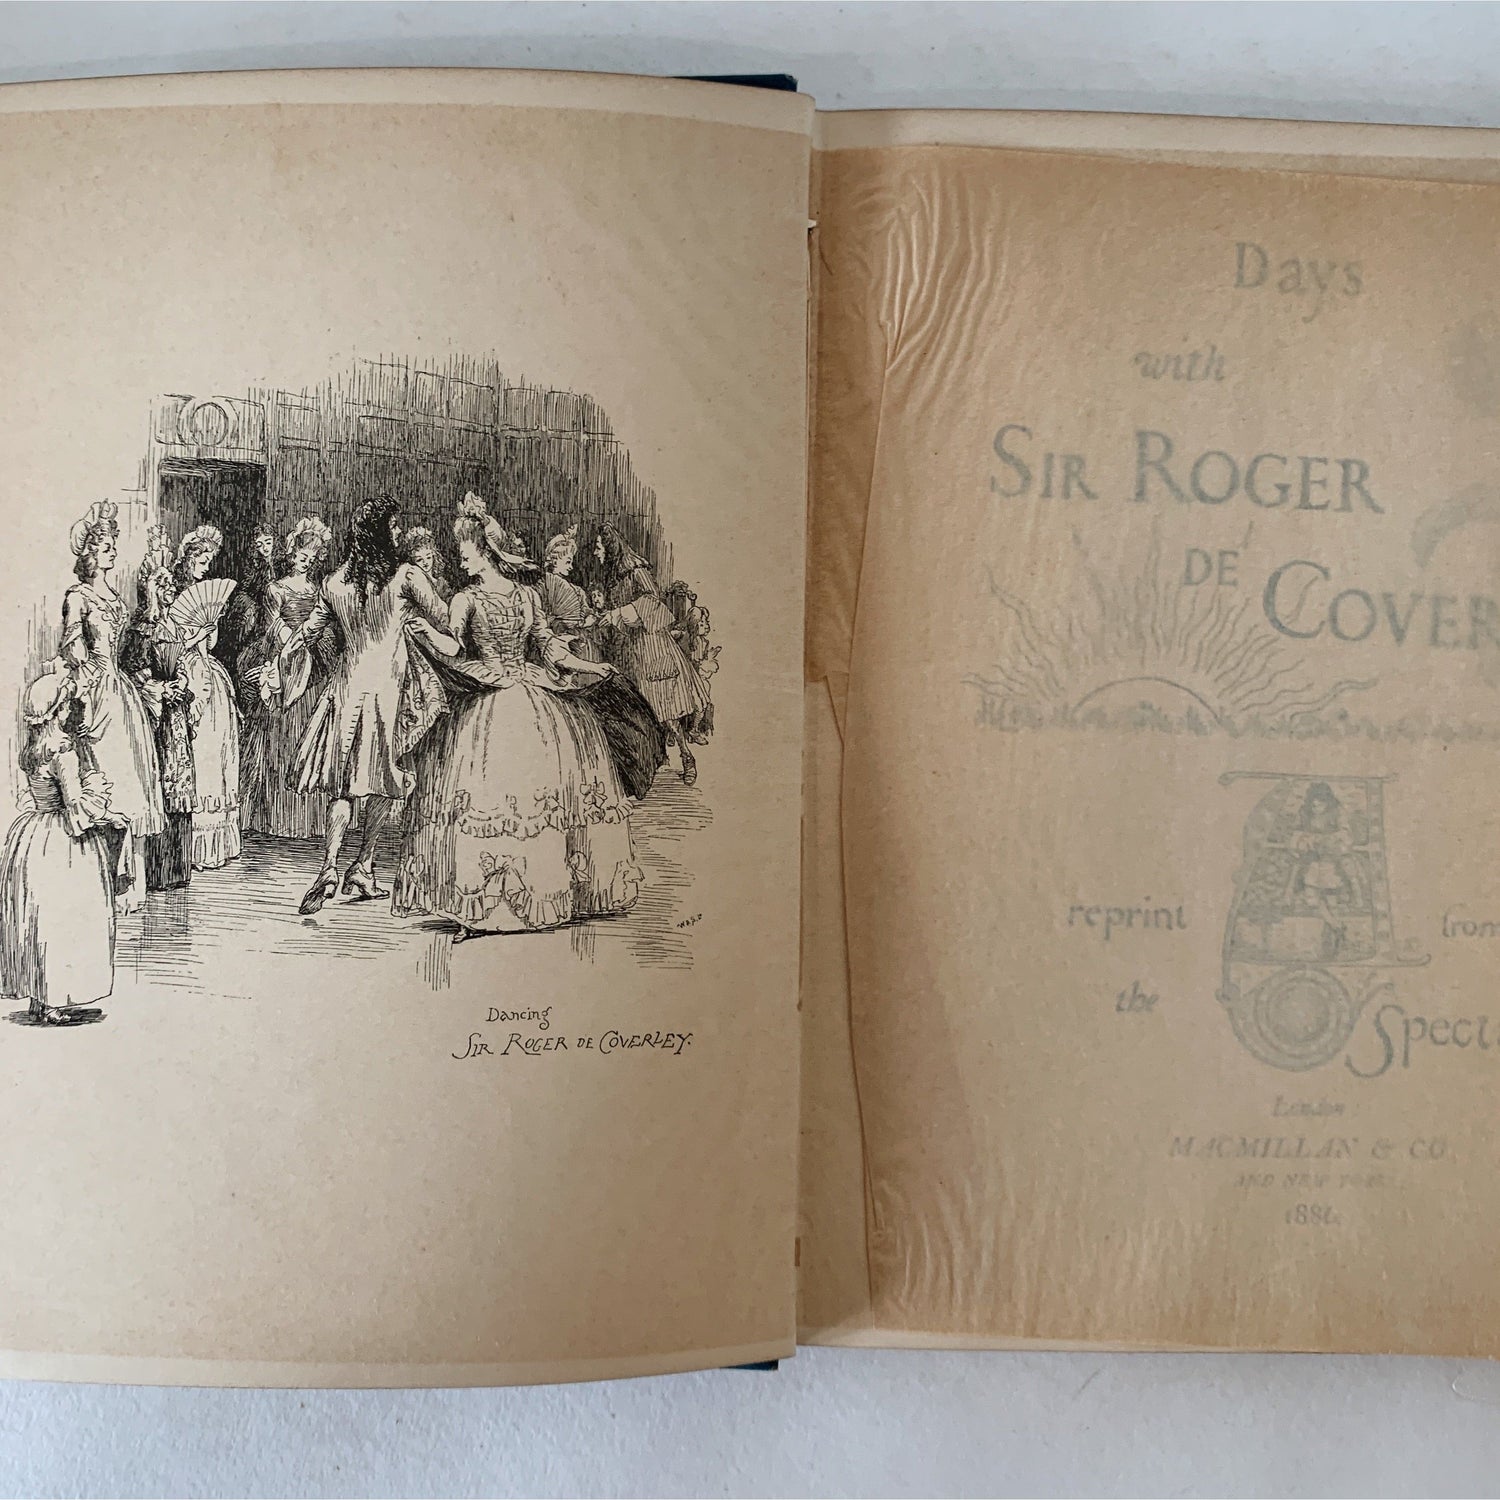 Dancing
SIR ROGER DE COVERLEY.
Days
with
SIR ROGER
DE COVER
A
reprint from
the Spect
London:
MACMILLAN & CO
AND NEW YORK
1886